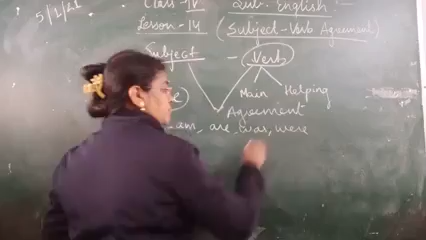 Class - IV Sub. English :-
5/1/21 Lesson - 14 (Subject-Verb Agreement)
Subject - Verb
Main Helping
Agreement
am, are, was, were